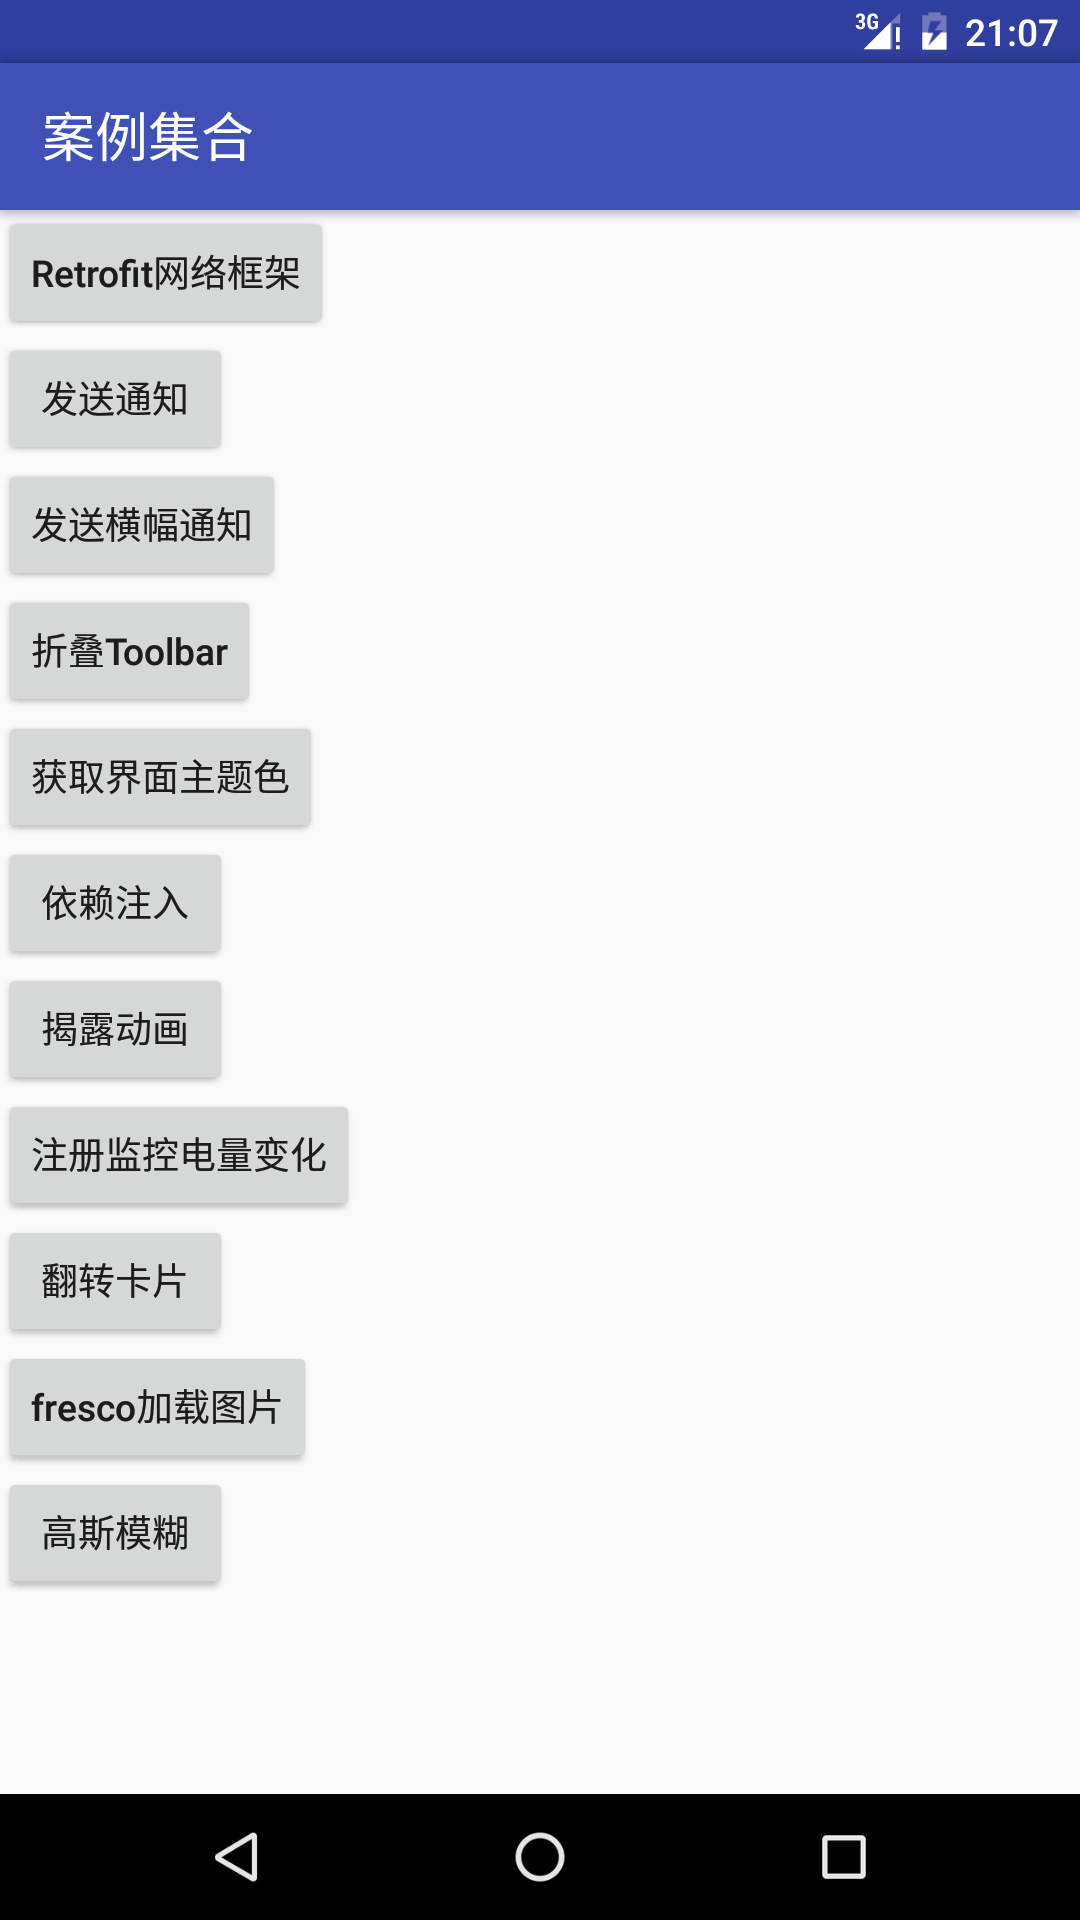 3G 21:07
案例集合
Retrofit网络框架
发送通知
发送横幅通知
折叠Toolbar
获取界面主题色
依赖注入
揭露动画
注册监控电量变化
翻转卡片
fresco加载图片
高斯模糊